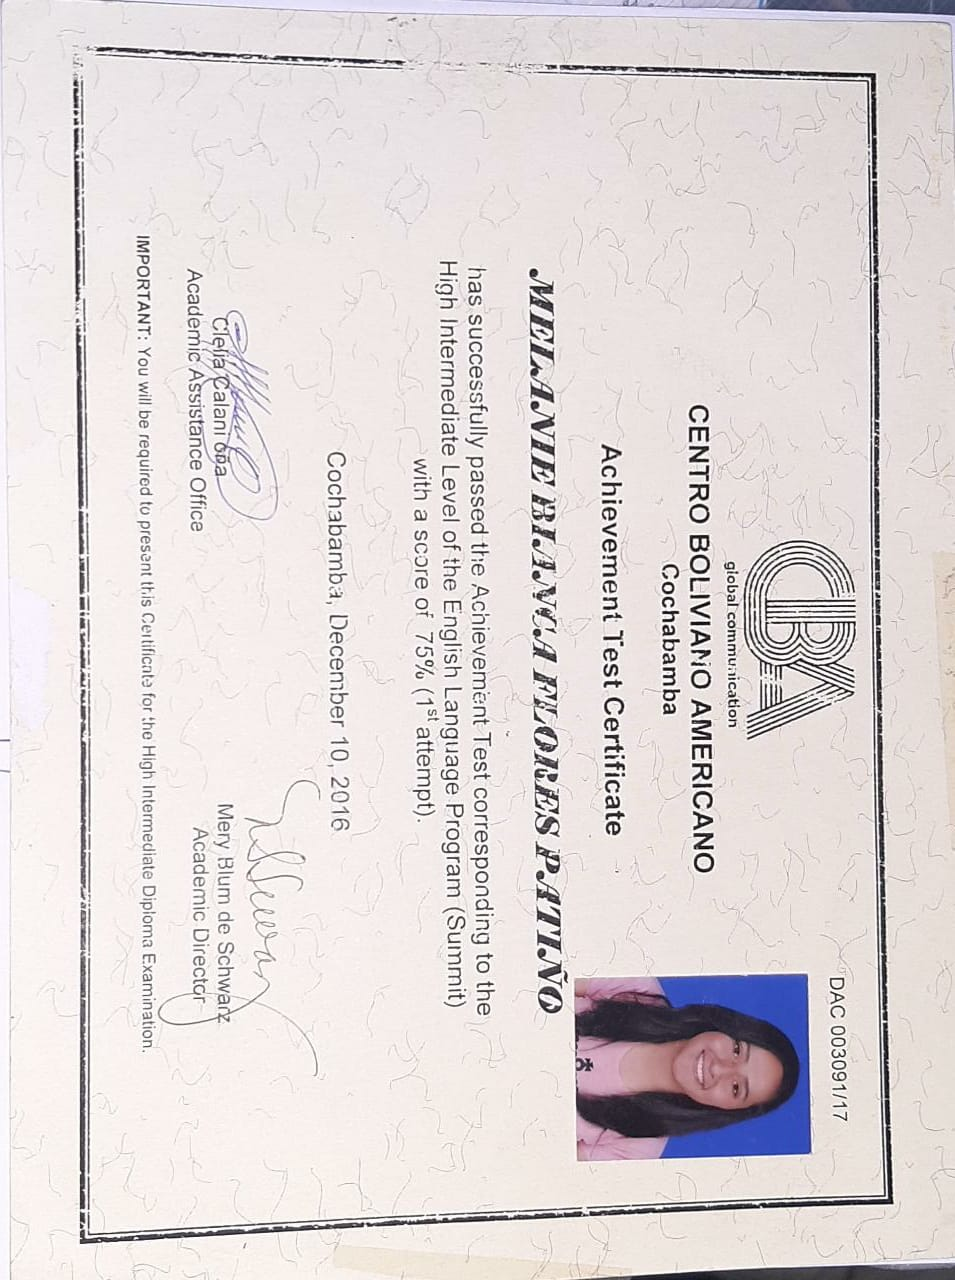 DAC 003091/17
CBA
global communication
CENTRO BOLIVIANO AMERICANO
Cochabamba
Achievement Test Certificate
MELANIE BIANCA FLORES PATIÑO
has successfully passed the Achievement Test corresponding to the
High Intermediate Level of the English Language Program (Summit)
with a score of 75% (1st attempt).
Cochabamba, December 10, 2016
Clelia Calani
Academic Assistance Office
Mery Blum de Schwarz
Academic Director
IMPORTANT: You will be required to present this Certificate for the High Intermediate Diploma Examination.